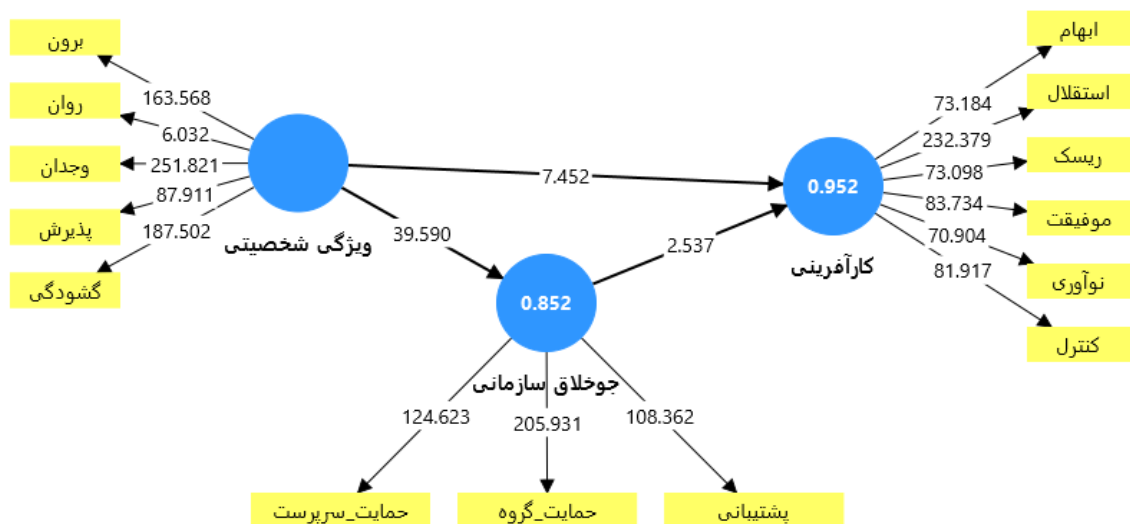 برون
روان
وجدان
پذیرش
گشودگی
163.568
6.032
251.821
87.911
187.502
ویژگی شخصیتی
7.452
39.590
2.537
0.952
کارآفرینی
0.852
جوخلاق سازمانی
73.184
232.379
73.098
83.734
70.904
81.917
ابهام
استقلال
ریسک
موفیقت
نوآوری
کنترل
124.623
205.931
108.362
حمایت_سرپرست
حمایت_گروه
پشتیبانی